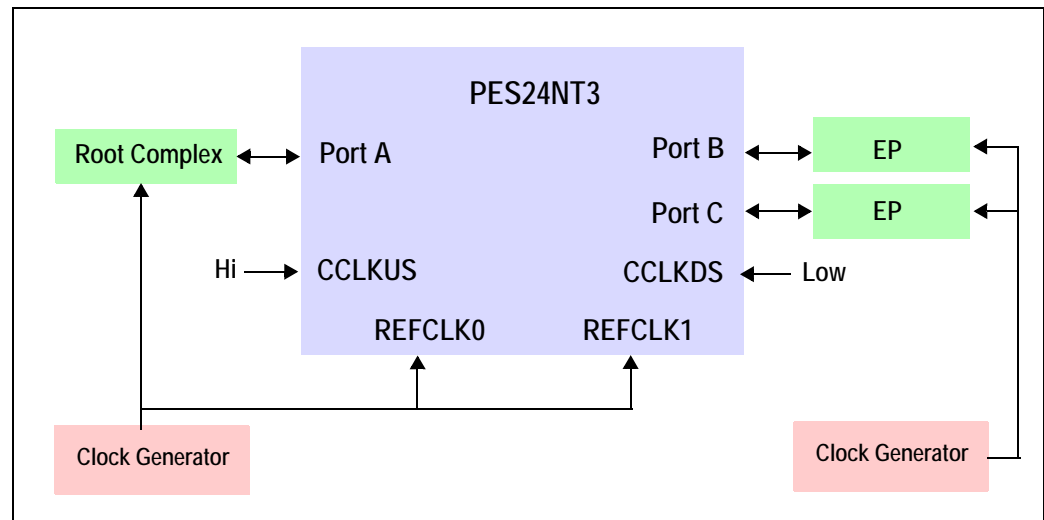 PES24NT3
Root Complex
Port A
Port B
EP
Port C
EP
Hi
CCLKUS
CCLKDS
Low
REFCLK0
REFCLK1
Clock Generator
Clock Generator